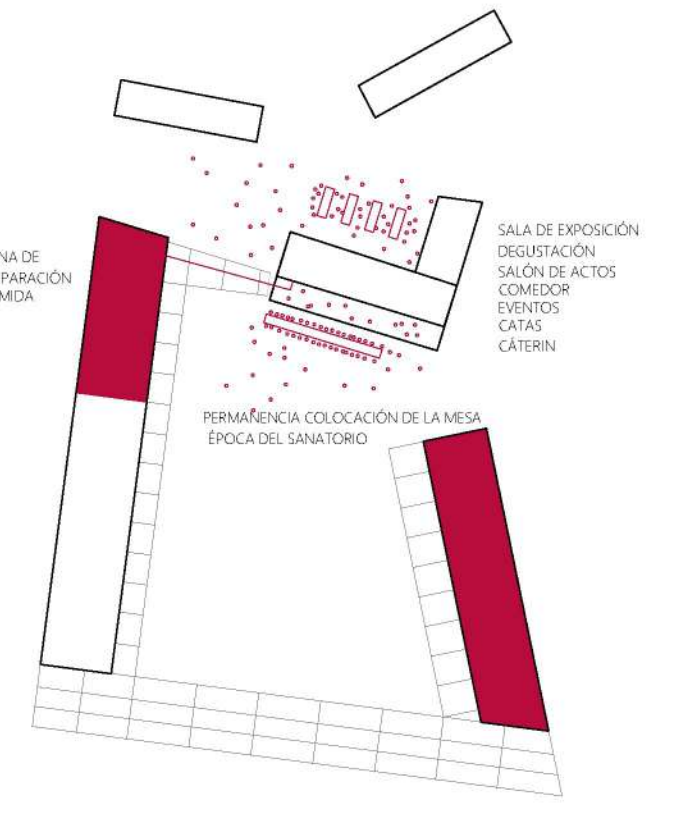 SALA DE EXPOSICIÓN
DEGUSTACIÓN
SALÓN DE ACTOS
COMEDOR
EVENTOS
CATAS
CÁTERIN
NA DE
PARACIÓN
MIDA
PERMANENCIA COLOCACIÓN DE LA MESA
ÉPOCA DEL SANATORIO